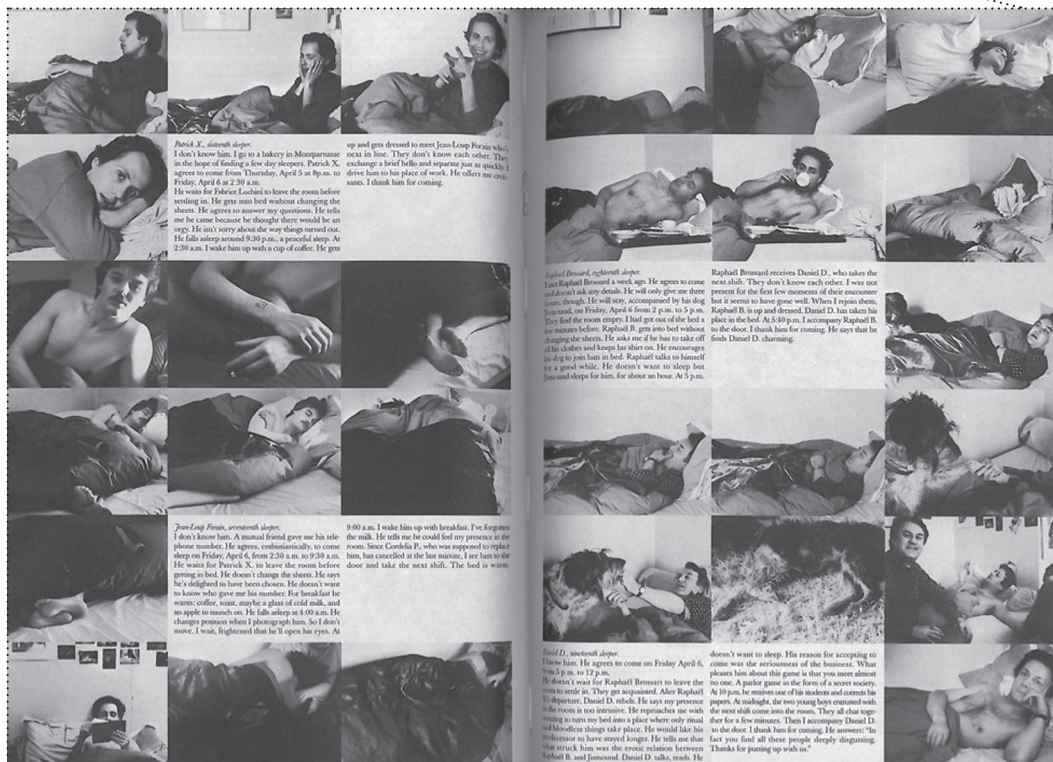 Patrick X., sixteenth sleeper.
I don't know him. I go to a bakery in Montparnasse
in the hope of finding a few day sleepers. Patrick X.
agrees to come from Thursday, April 5 at 8p.m. to
Friday, April 6 at 2:30 a.m.
He waits for Fabrice Luchini to leave the room before
settling in. He gets into bed without changing the
sheets. He agrees to answer my questions. He tells
me he came because he thought there would be an
orgy. He isn't sorry about the way things turned out.
He falls asleep around 9:30 p.m., a peaceful sleep. At
2:30 a.m. I wake him up with a cup of coffee. He gets
up and gets dressed to meet Jean-Loup Forain who's
next in line. They don't know each other. They
exchange a brief hello and separate just as quickly. I
drive him to his place of work. He offers me crois-
sants. I thank him for coming.
Jean-Loup Forain, seventeenth sleeper.
I don't know him. A mutual friend gave me his tele-
phone number. He agrees, enthusiastically, to come
sleep on Friday, April 6, from 2:30 a.m. to 9:30 a.m.
He waits for Patrick X. to leave the room before
getting in bed. He doesn't change the sheets. He says
he's delighted to have been chosen. He doesn't want
to know who gave me his number. For breakfast he
wants: coffee, toast, maybe a glass of cold milk, and
an apple to munch on. He falls asleep at 4:00 a.m. He
changes position when I photograph him. So I don't
move. I wait, frightened that he'll open his eyes. At
9:00 a.m. I wake him up with breakfast. I've forgotten
the milk. He tells me he could feel my presence in the
room. Since Cordelia P., who was supposed to replace
him, has cancelled at the last minute, I see him to the
door and take the next shift. The bed is warm.
Raphaël Brossard, eighteenth sleeper.
I met Raphaël Brossard a week ago. He agrees to come
and doesn't ask any details. He will only give me three
hours, though. He will stay, accompanied by his dog
Jismound, on Friday, April 6 from 2 p.m. to 5 p.m.
They find the room empty. I had got out of the bed a
few minutes before. Raphaël B. gets into bed without
changing the sheets. He asks me if he has to take off
all his clothes and keeps his shirt on. He encourages
his dog to join him in bed. Raphaël talks to himself
for a good while. He doesn't want to sleep but
Jismound sleeps for him, for about an hour. At 5 p.m.
Raphaël Brossard receives Daniel D., who takes the
next shift. They don't know each other. I was not
present for the first few moments of their encounter
but it seems to have gone well. When I rejoin them,
Raphaël B. is up and dressed. Daniel D. has taken his
place in the bed. At 5:40 p.m. I accompany Raphaël B.
to the door. I thank him for coming. He says that he
finds Daniel D. charming.
Daniel D., nineteenth sleeper.
I know him. He agrees to come on Friday April 6,
from 5 p.m. to 12 p.m.
He doesn't wait for Raphaël Brossart to leave the
room to settle in. They get acquainted. After Raphaël
B's departure, Daniel D. rebels. He says my presence
in the room is too intrusive. He reproaches me with
wanting to turn my bed into a place where only ritual
and bloodless things take place. He would like his
predecessor to have stayed longer. He tells me that
what struck him was the erotic relation between
Raphaël B. and Jismound. Daniel D. talks, reads. He
doesn't want to sleep. His reason for accepting to
come was the seriousness of the business. What
pleases him about this game is that you meet almost
no one. A parlor game in the form of a secret society.
At 10 p.m. he receives one of his students and corrects his
papers. At midnight, the two young boys entrusted with
the next shift come into the room. They all chat toge-
ther for a few minutes. Then I accompany Daniel D.
to the door. I thank him for coming. He answers: "In
fact you find all these people deeply disgusting.
Thanks for putting up with us."